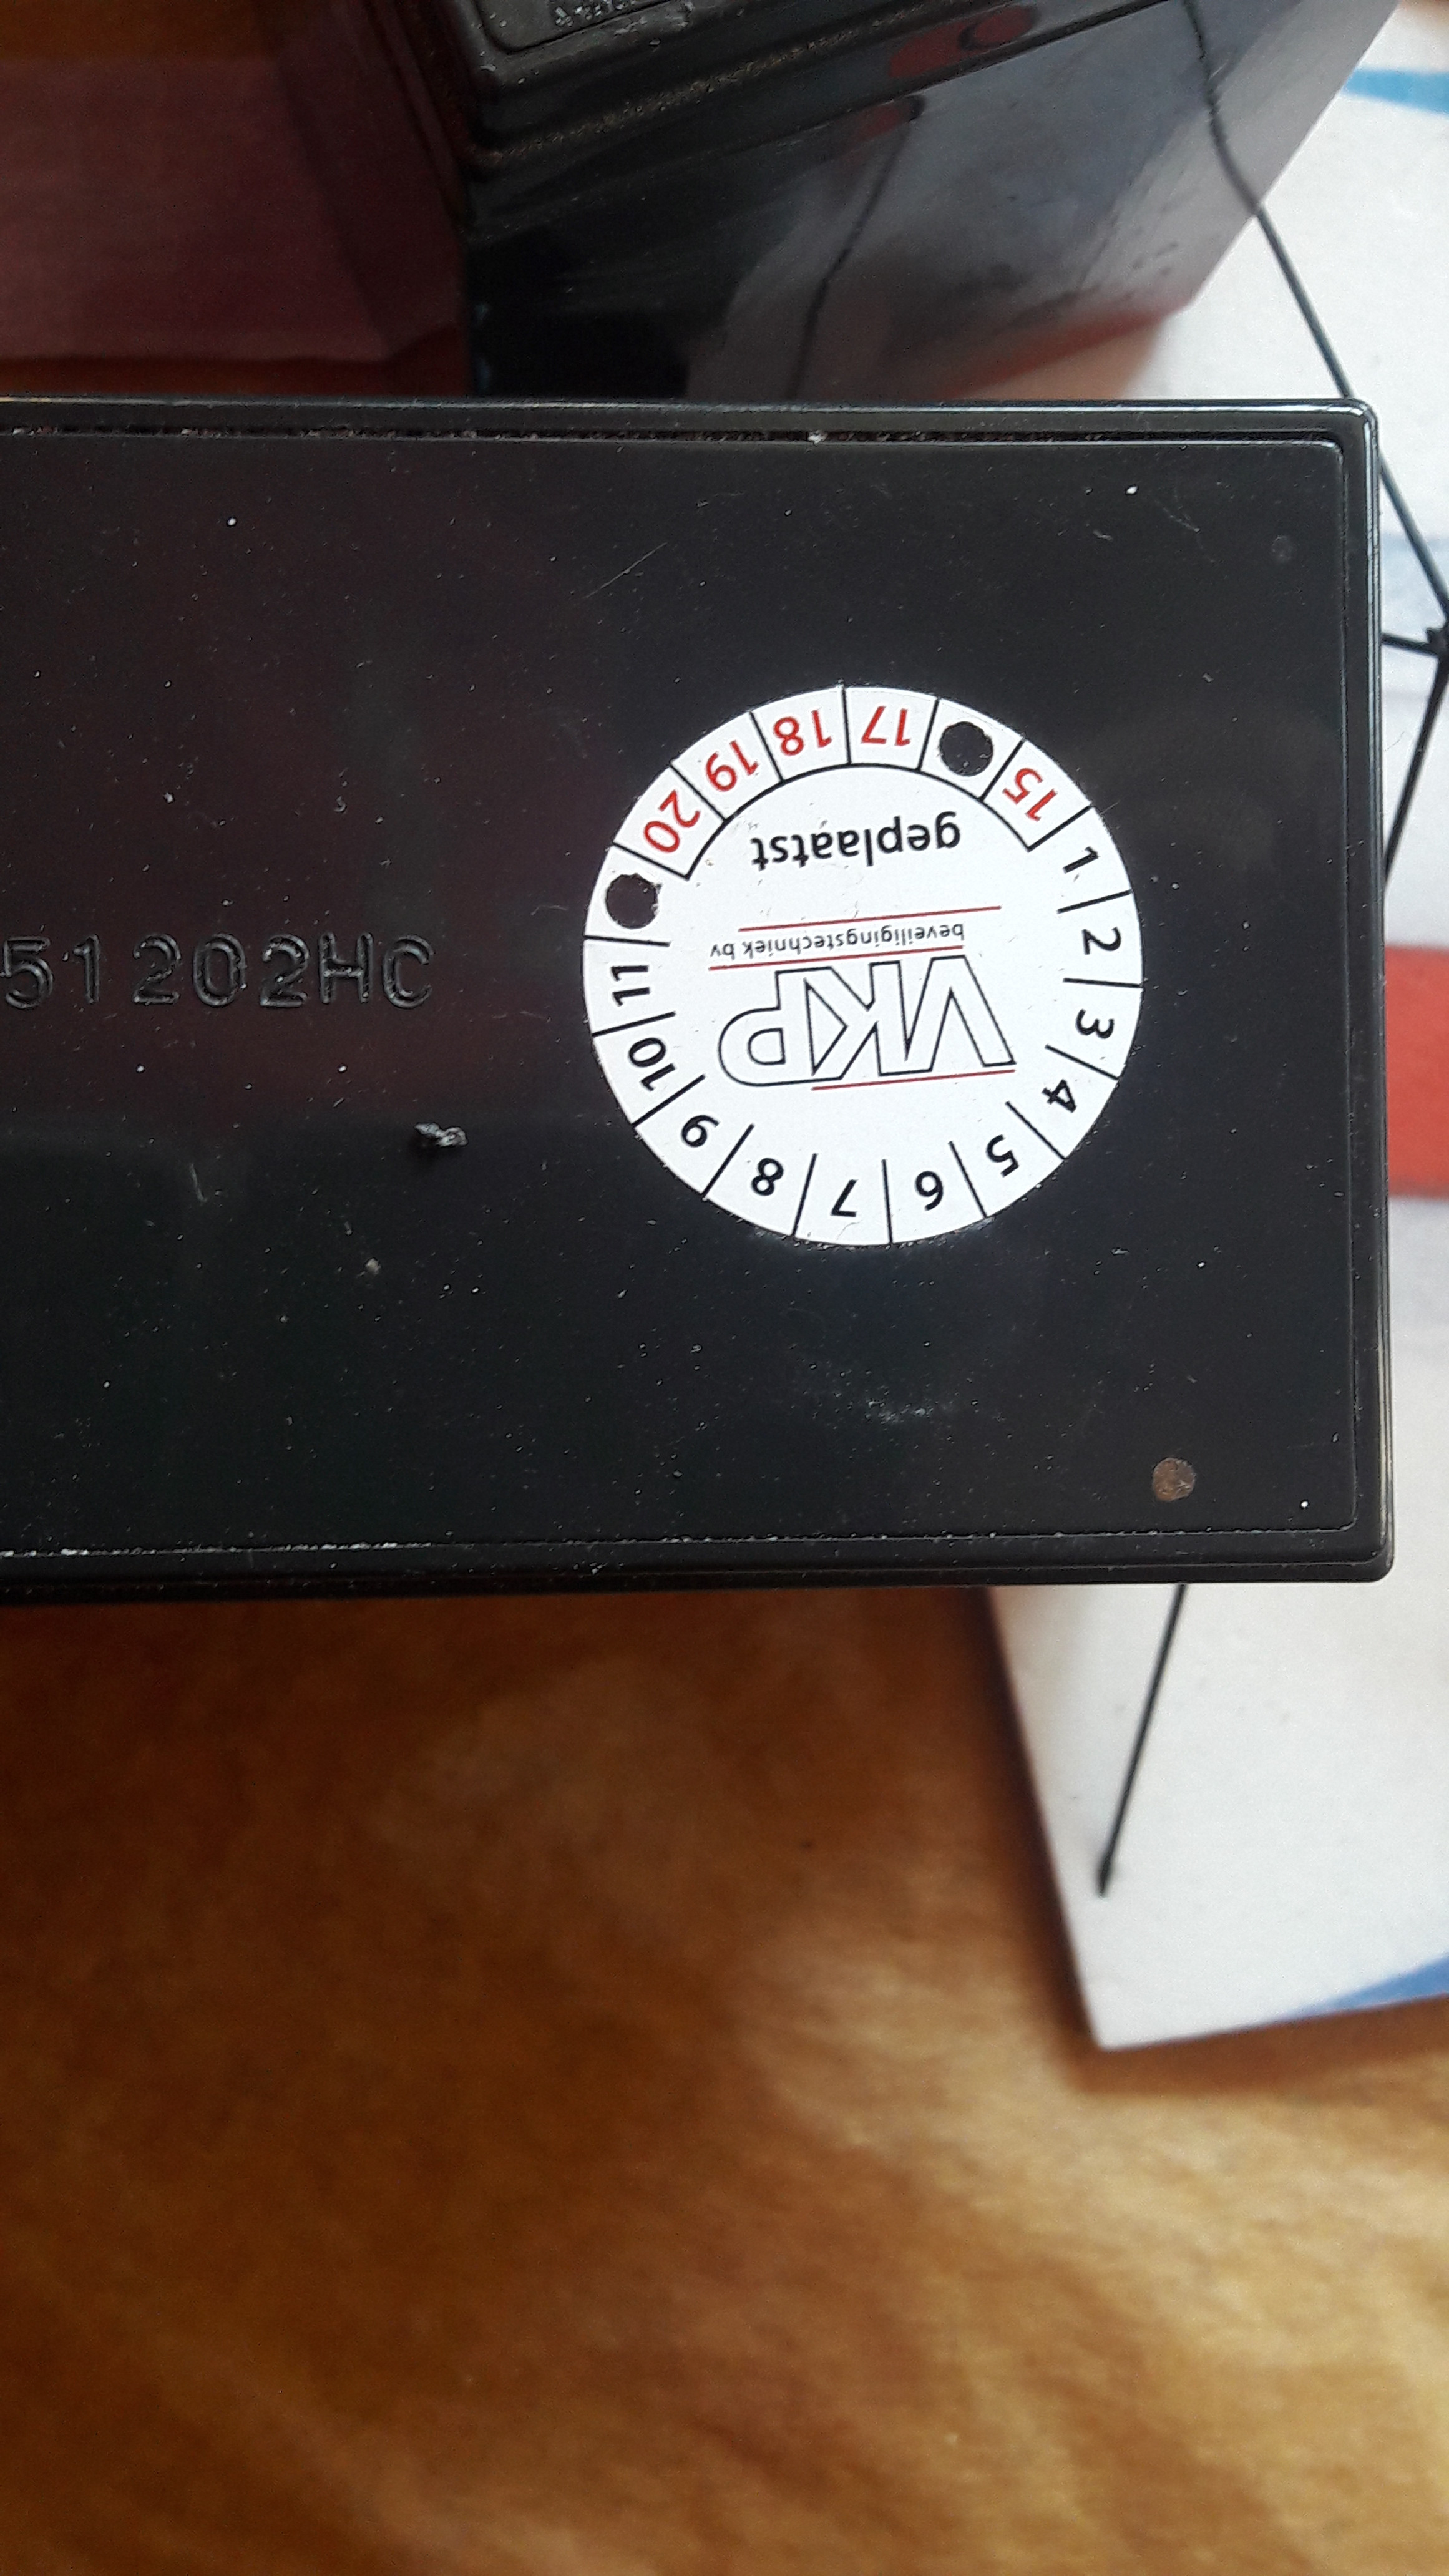 51202HC
15 17 18 19 20
geplaatst
beveiligingstechniek bv
VKP
1 2 3 4 5 6 7 8 9 10 11